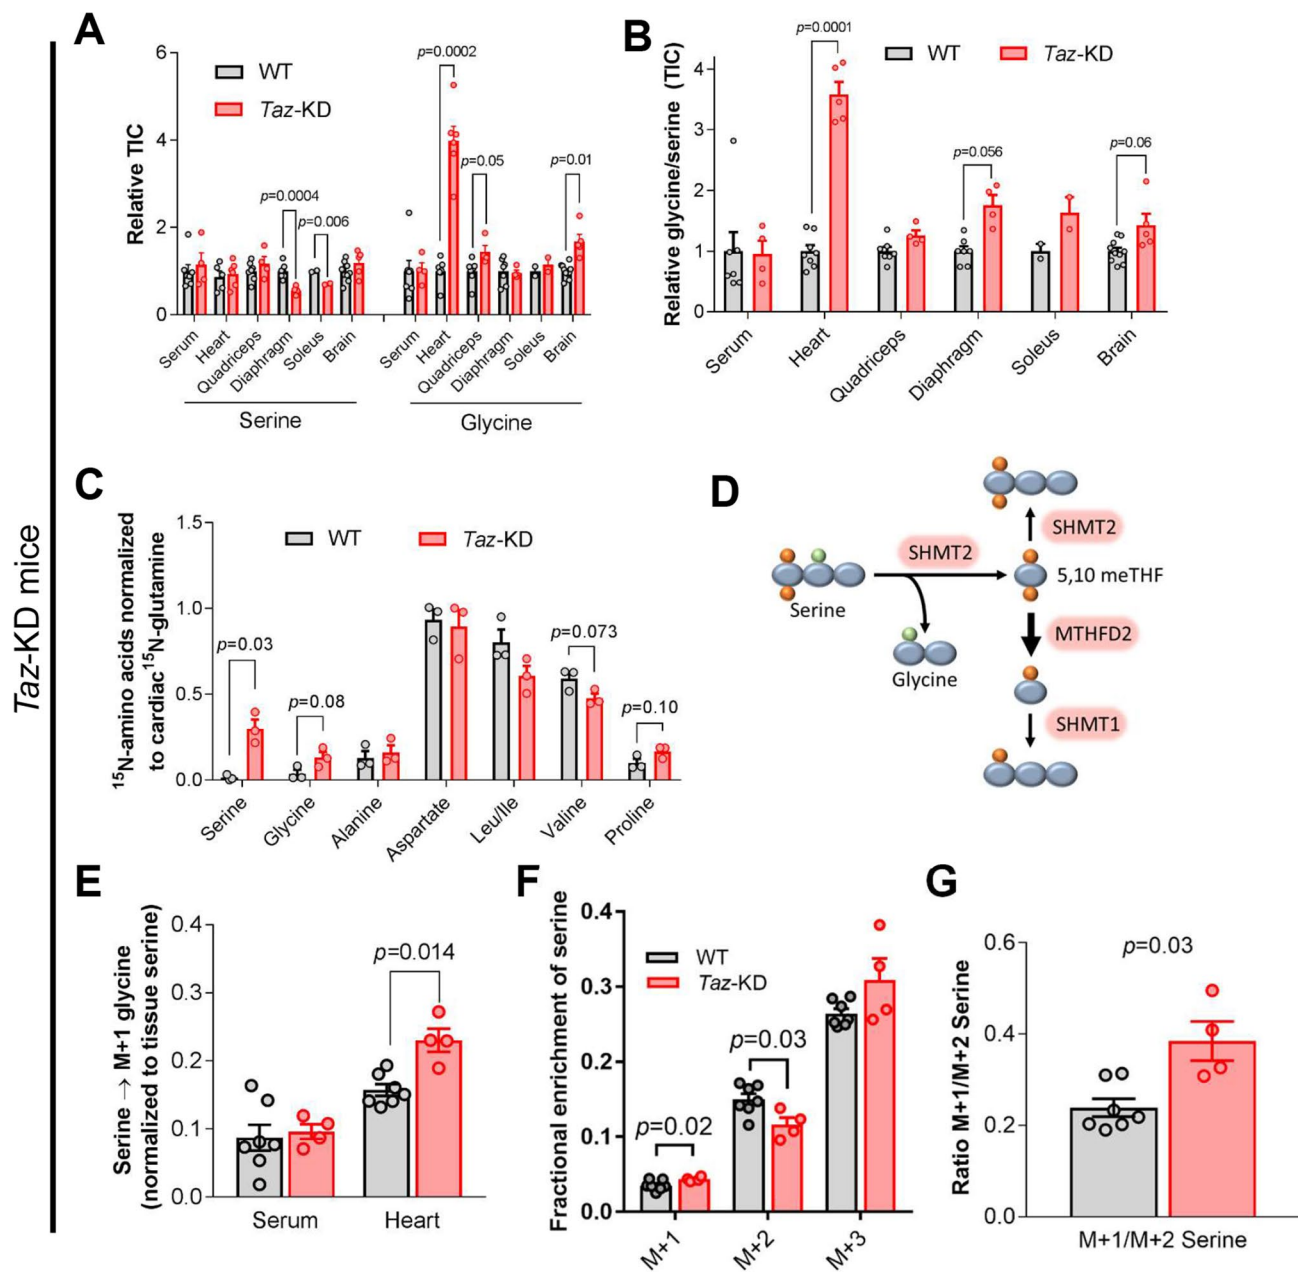 Taz-KD mice
A
Relative TIC
6
4
2
0
WT
Taz-KD
p=0.0004
p=0.006
p=0.0002
p=0.05
p=0.01
Serum
Heart
Quadriceps
Diaphragm
Soleus
Brain
Serum
Heart
Quadriceps
Diaphragm
Soleus
Brain
Serine
Glycine
B
Relative glycine/serine (TIC)
4
3
2
1
0
WT
Taz-KD
p=0.0001
p=0.056
p=0.06
Serum
Heart
Quadriceps
Diaphragm
Soleus
Brain
C
15N-amino acids normalized
to cardiac 15N-glutamine
1.5
1.0
0.5
0.0
WT
Taz-KD
p=0.03
p=0.08
p=0.073
p=0.10
Serine
Glycine
Alanine
Aspartate
Leu/Ile
Valine
Proline
D
Serine
SHMT2
Glycine
SHMT2
5,10 meTHF
MTHFD2
SHMT1
E
Serine → M+1 glycine
(normalized to tissue serine)
0.4
0.3
0.2
0.1
0.0
p=0.014
Serum
Heart
F
Fractional enrichment of serine
0.4
0.3
0.2
0.1
0.0
WT
Taz-KD
p=0.02
p=0.03
M+1
M+2
M+3
G
Ratio M+1/M+2 Serine
0.6
0.4
0.2
0.0
p=0.03
M+1/M+2 Serine